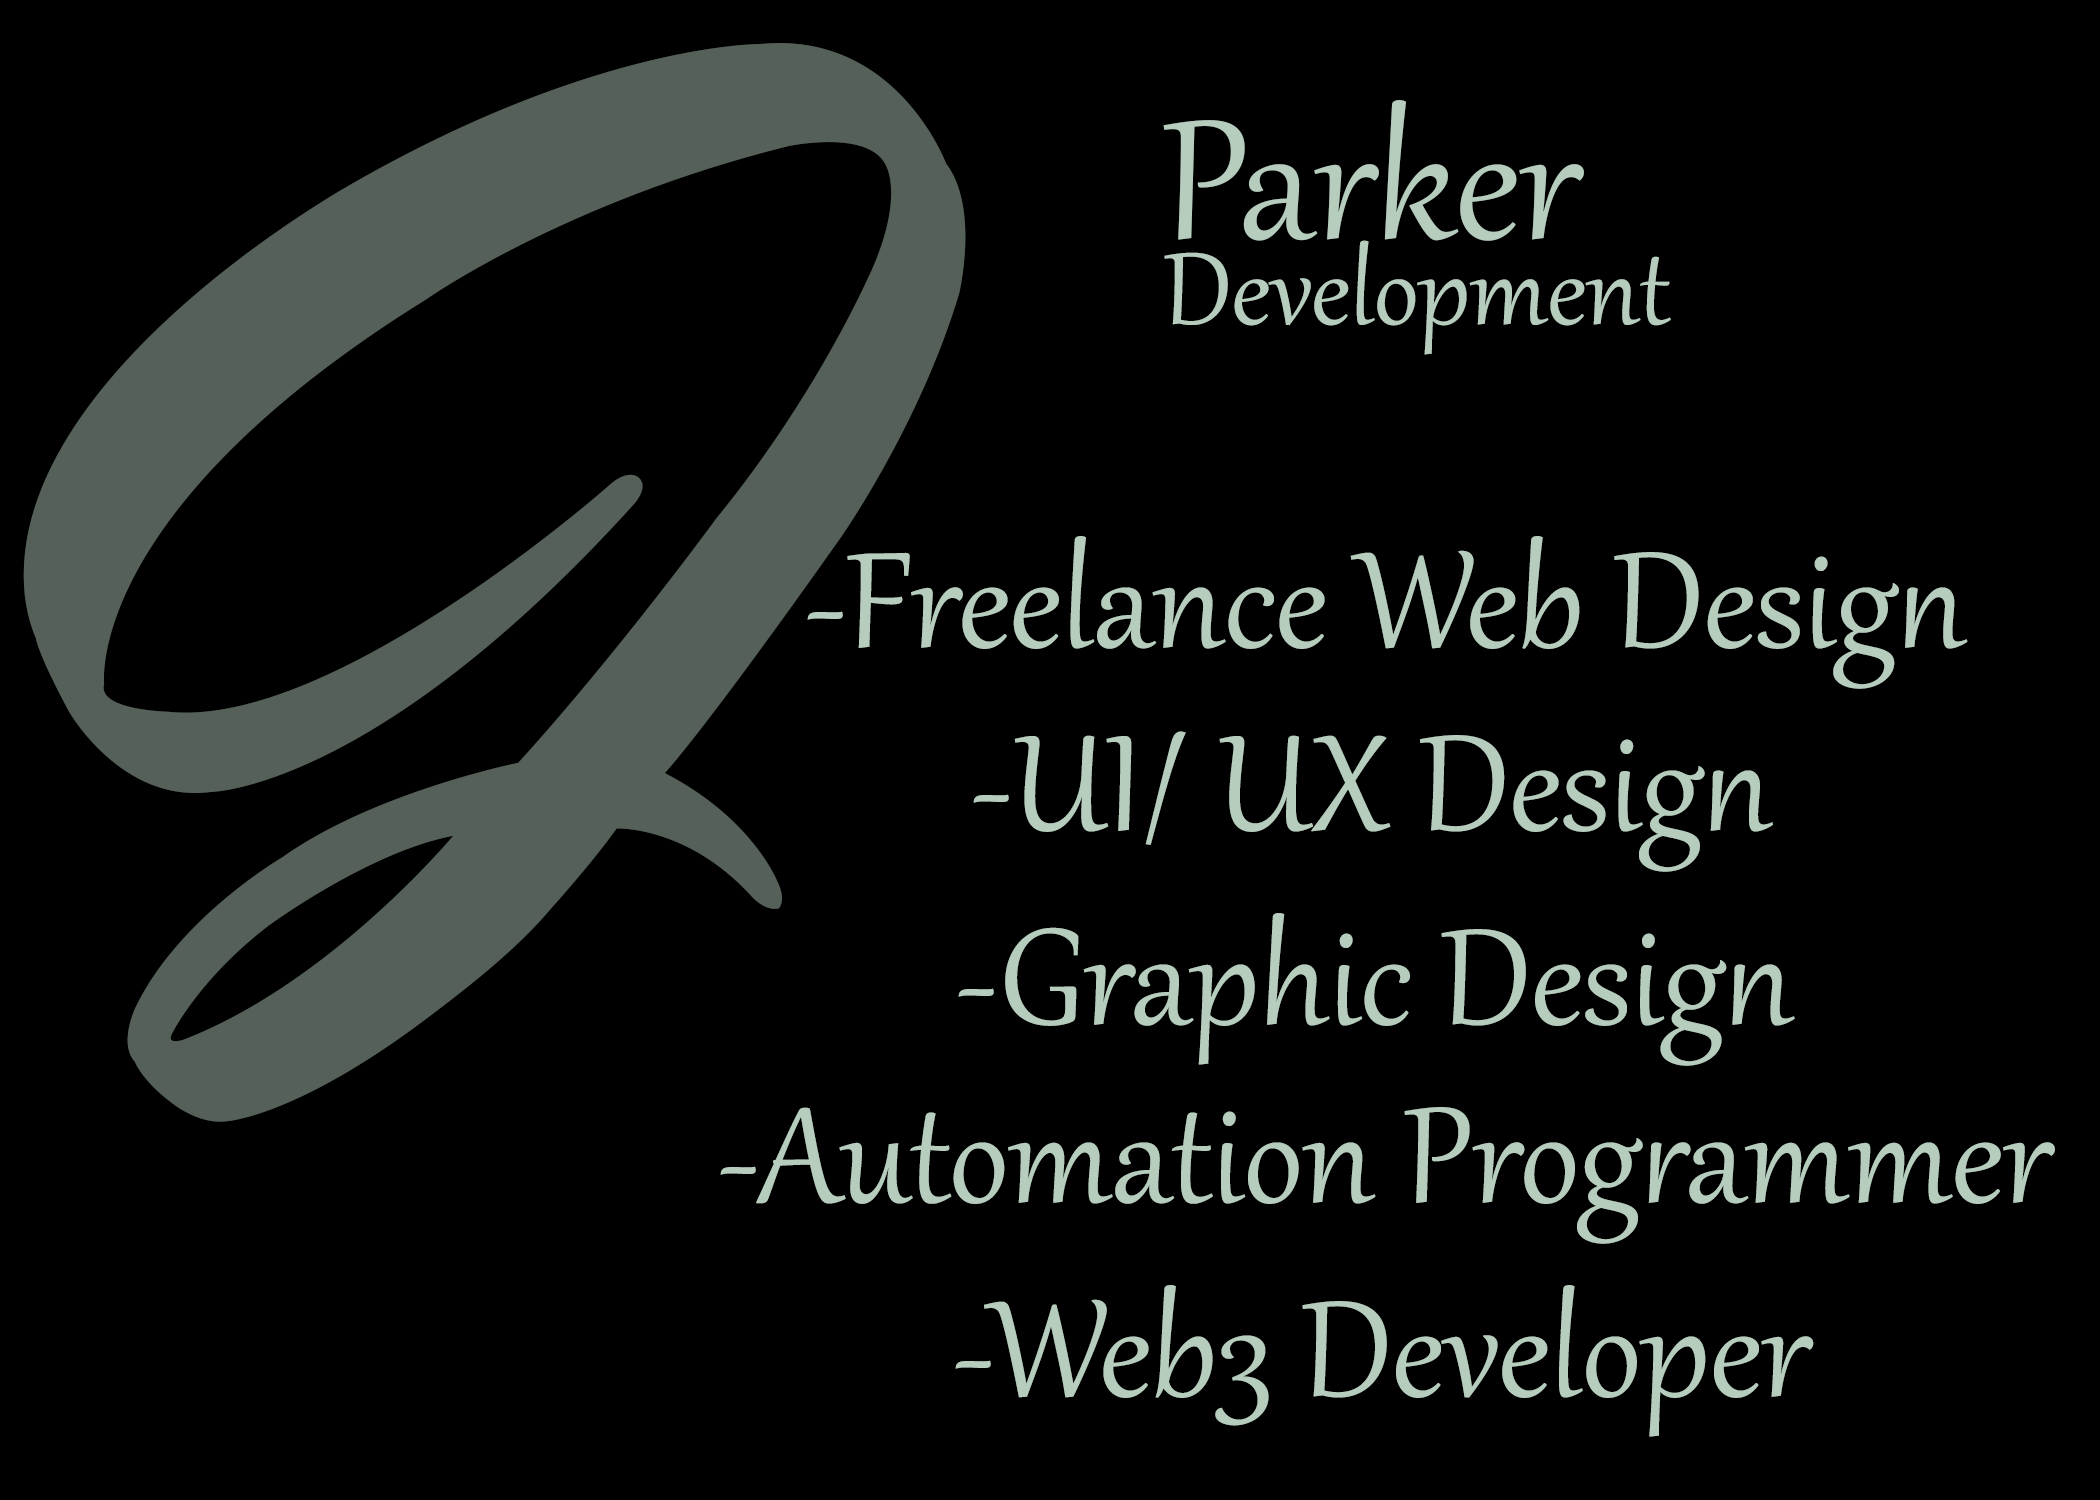 Parker
Development
-Freelance Web Design
-UI/ UX Design
-Graphic Design
-Automation Programmer
-Web3 Developer